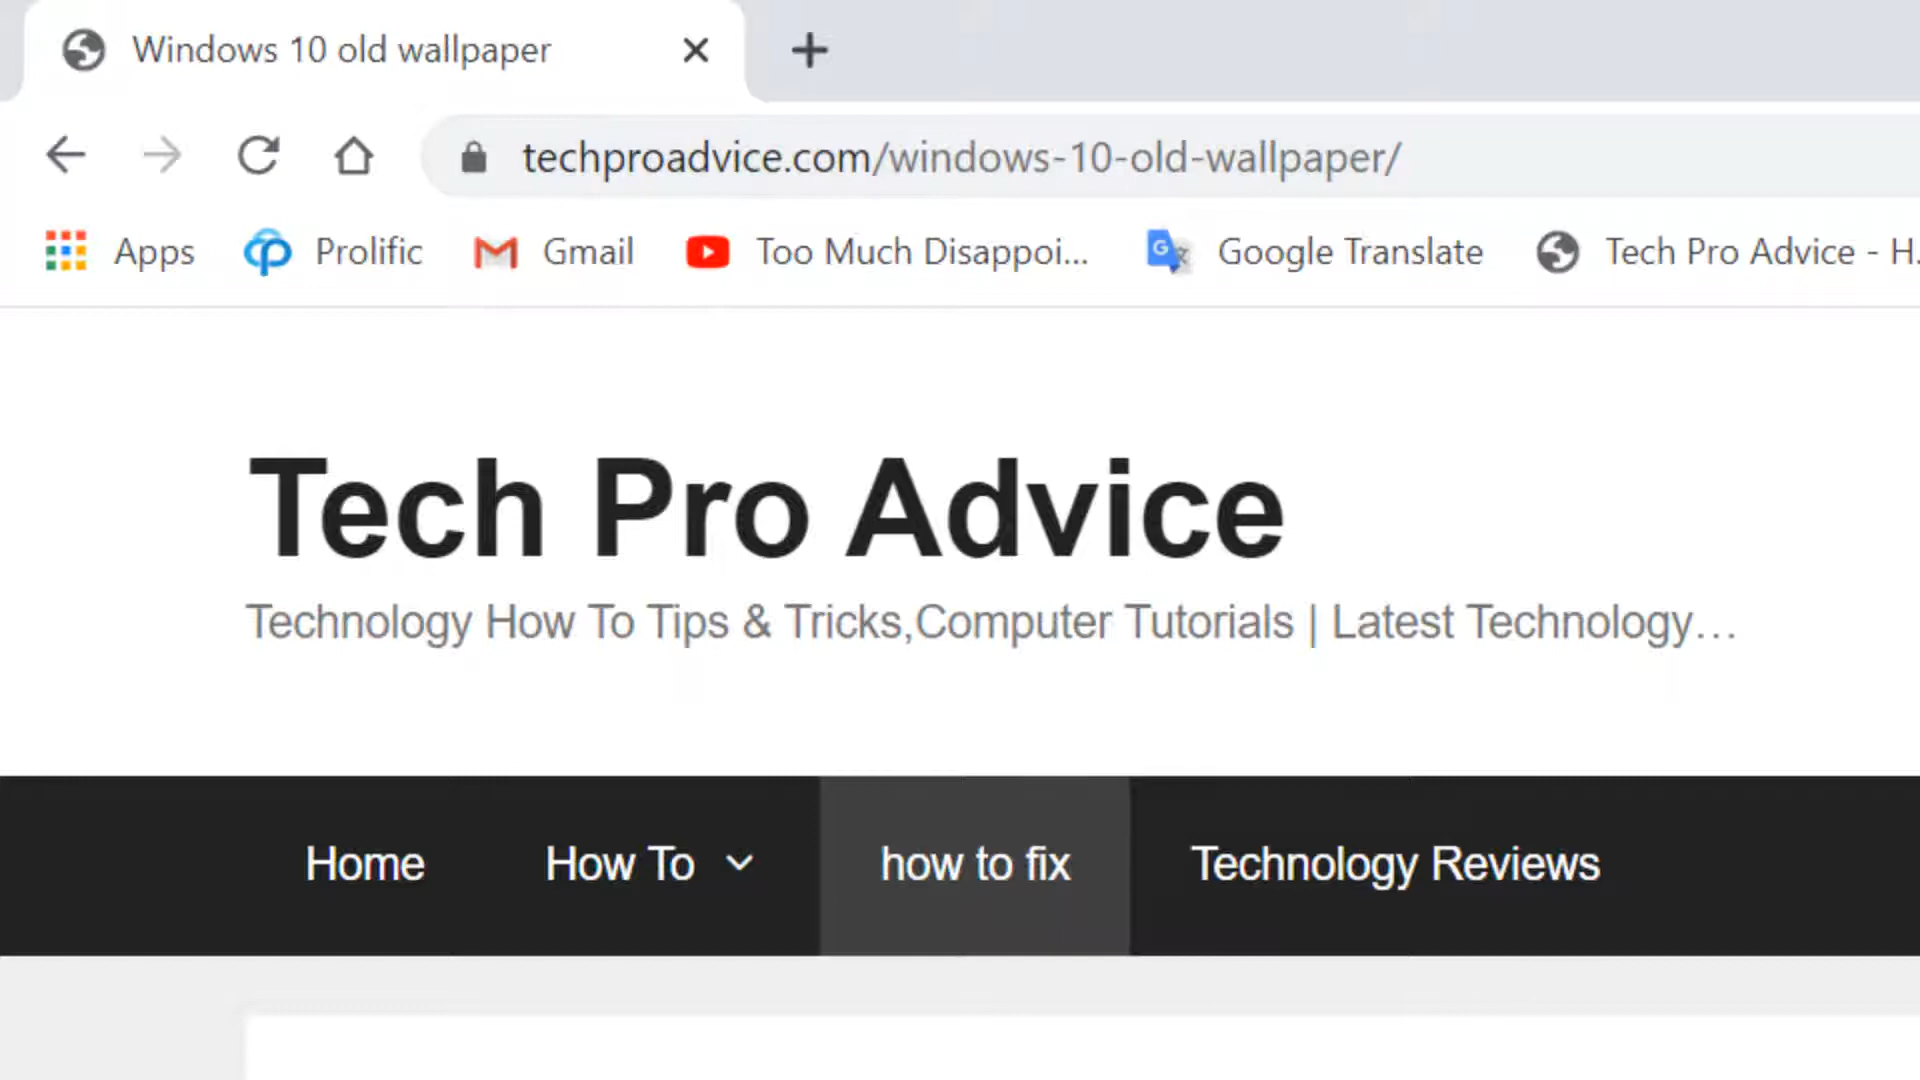 Windows 10 old wallpaper
techproadvice.com/windows-10-old-wallpaper/
Apps Prolific Gmail Too Much Disappoi... Google Translate Tech Pro Advice - H.
Tech Pro Advice
Technology How To Tips & Tricks,Computer Tutorials | Latest Technology…
Home How To how to fix Technology Reviews